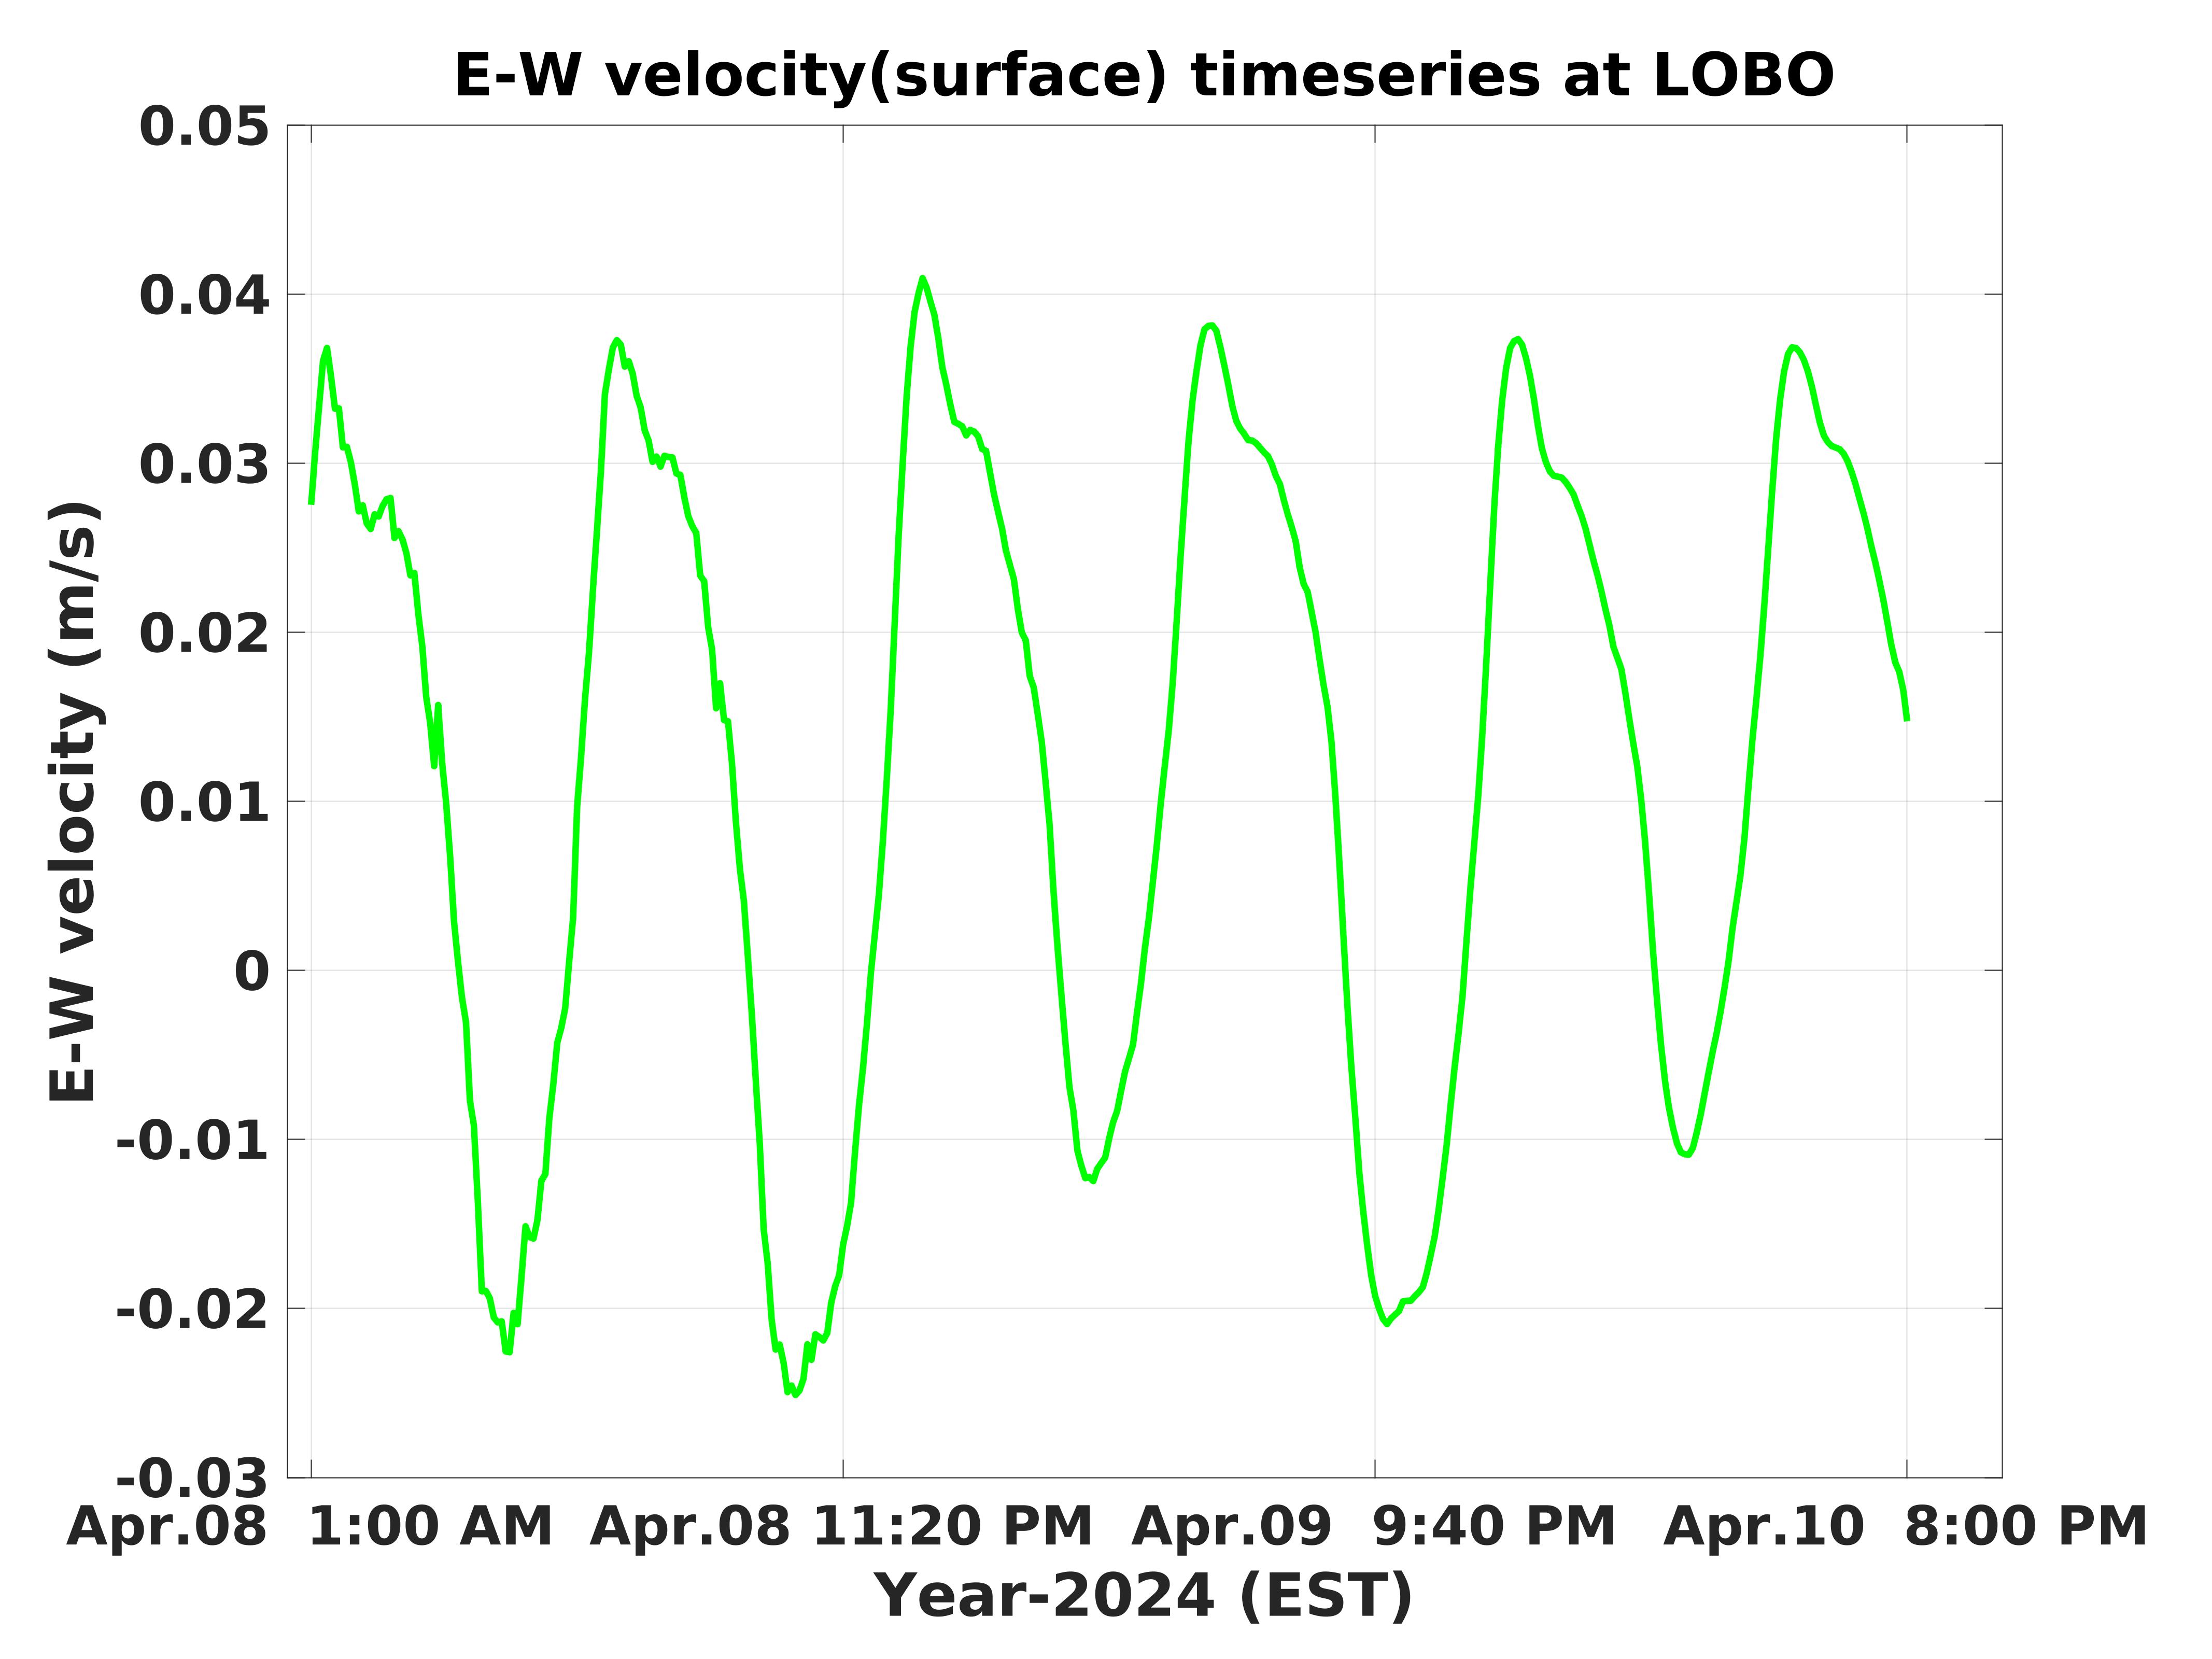 E-W velocity(surface) timeseries at LOBO
E-W velocity (m/s)
0.05
0.04
0.03
0.02
0.01
0
-0.01
-0.02
-0.03
Apr.08 1:00 AM Apr.08 11:20 PM Apr.09 9:40 PM Apr.10 8:00 PM
Year-2024 (EST)